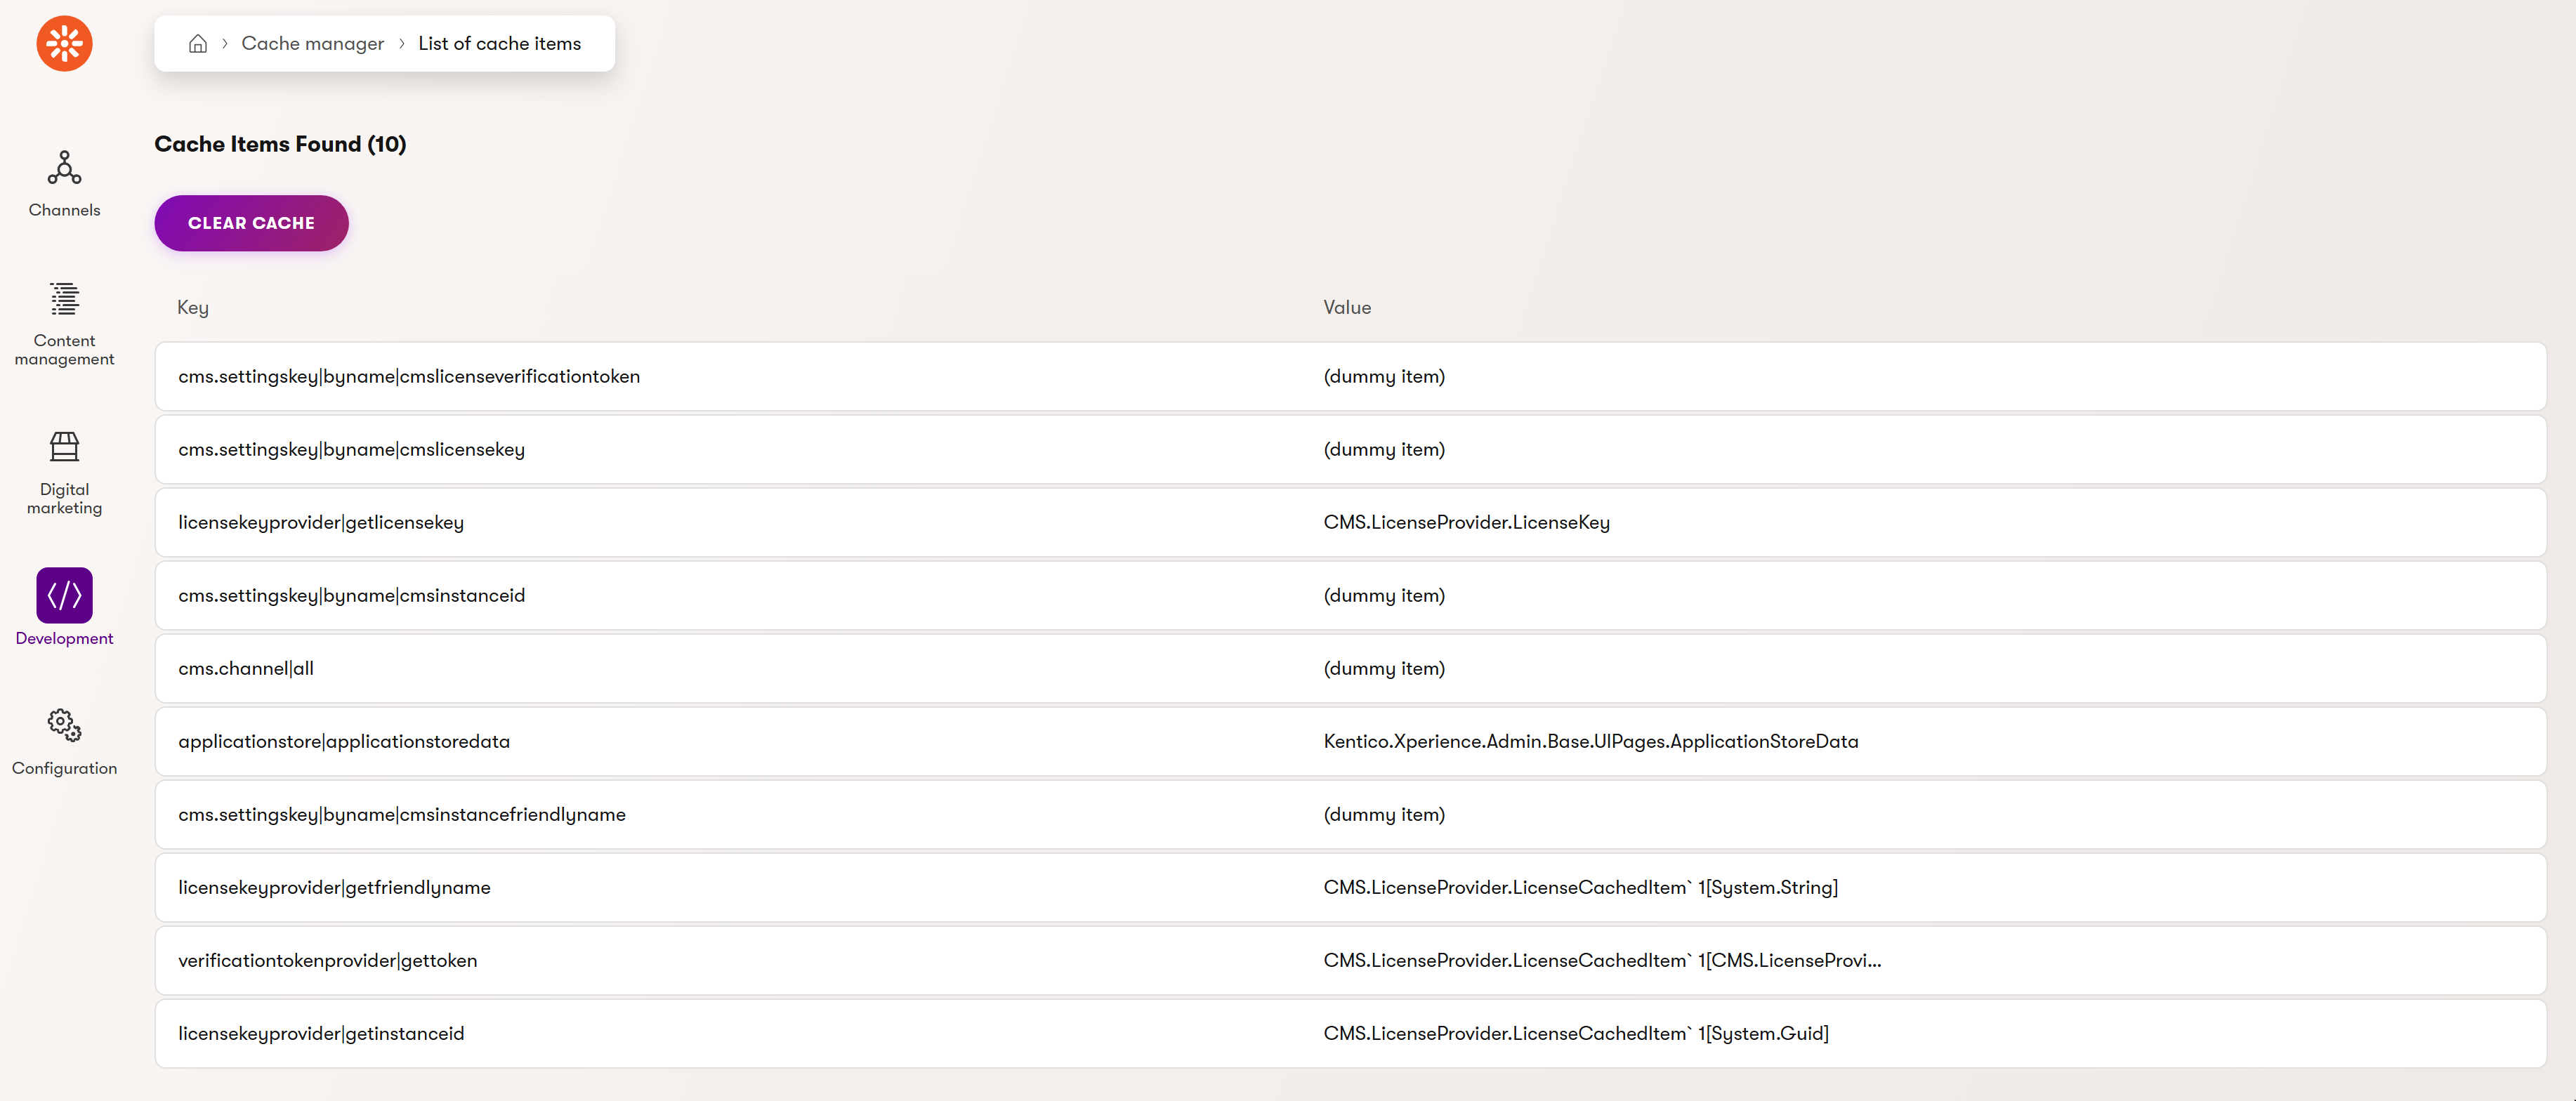 Cache manager › List of cache items
Cache Items Found (10)
CLEAR CACHE
Channels
Content
management
Digital
marketing
Development
Configuration
Key Value
cms.settingskey|byname|cmslicenseverificationtoken (dummy item)
cms.settingskey|byname|cmslicensekey (dummy item)
licensekeyprovider|getlicensekey CMS.LicenseProvider.LicenseKey
cms.settingskey|byname|cmsinstanceid (dummy item)
cms.channel|all (dummy item)
applicationstore|applicationstoredata Kentico.Xperience.Admin.Base.UIPages.ApplicationStoreData
cms.settingskey|byname|cmsinstancefriendlyname (dummy item)
licensekeyprovider|getfriendlyname CMS.LicenseProvider.LicenseCachedItem` 1[System.String]
verificationtokenprovider|gettoken CMS.LicenseProvider.LicenseCachedItem` 1[CMS.LicenseProvi...
licensekeyprovider|getinstanceid CMS.LicenseProvider.LicenseCachedItem` 1[System.Guid]